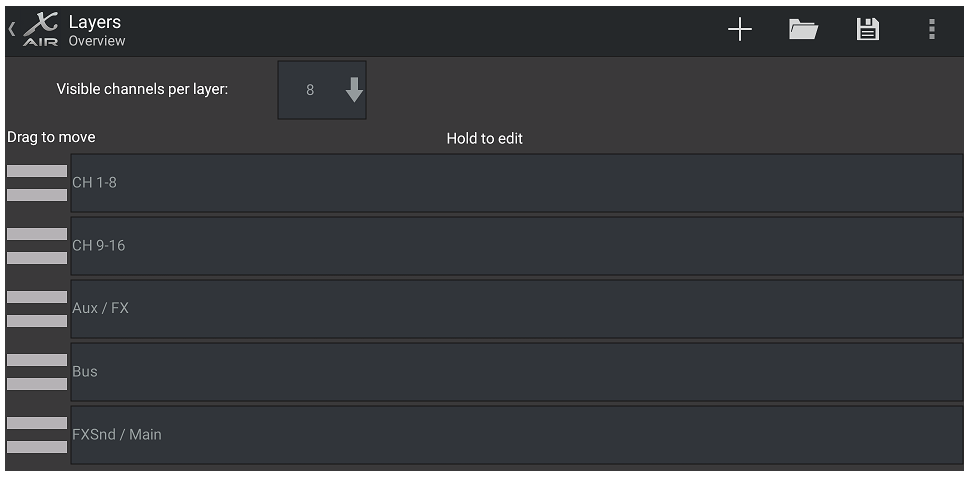 Layers
X AIR Overview
Visible channels per layer: 8
Drag to move Hold to edit
CH 1-8
CH 9-16
Aux / FX
Bus
FXSnd / Main